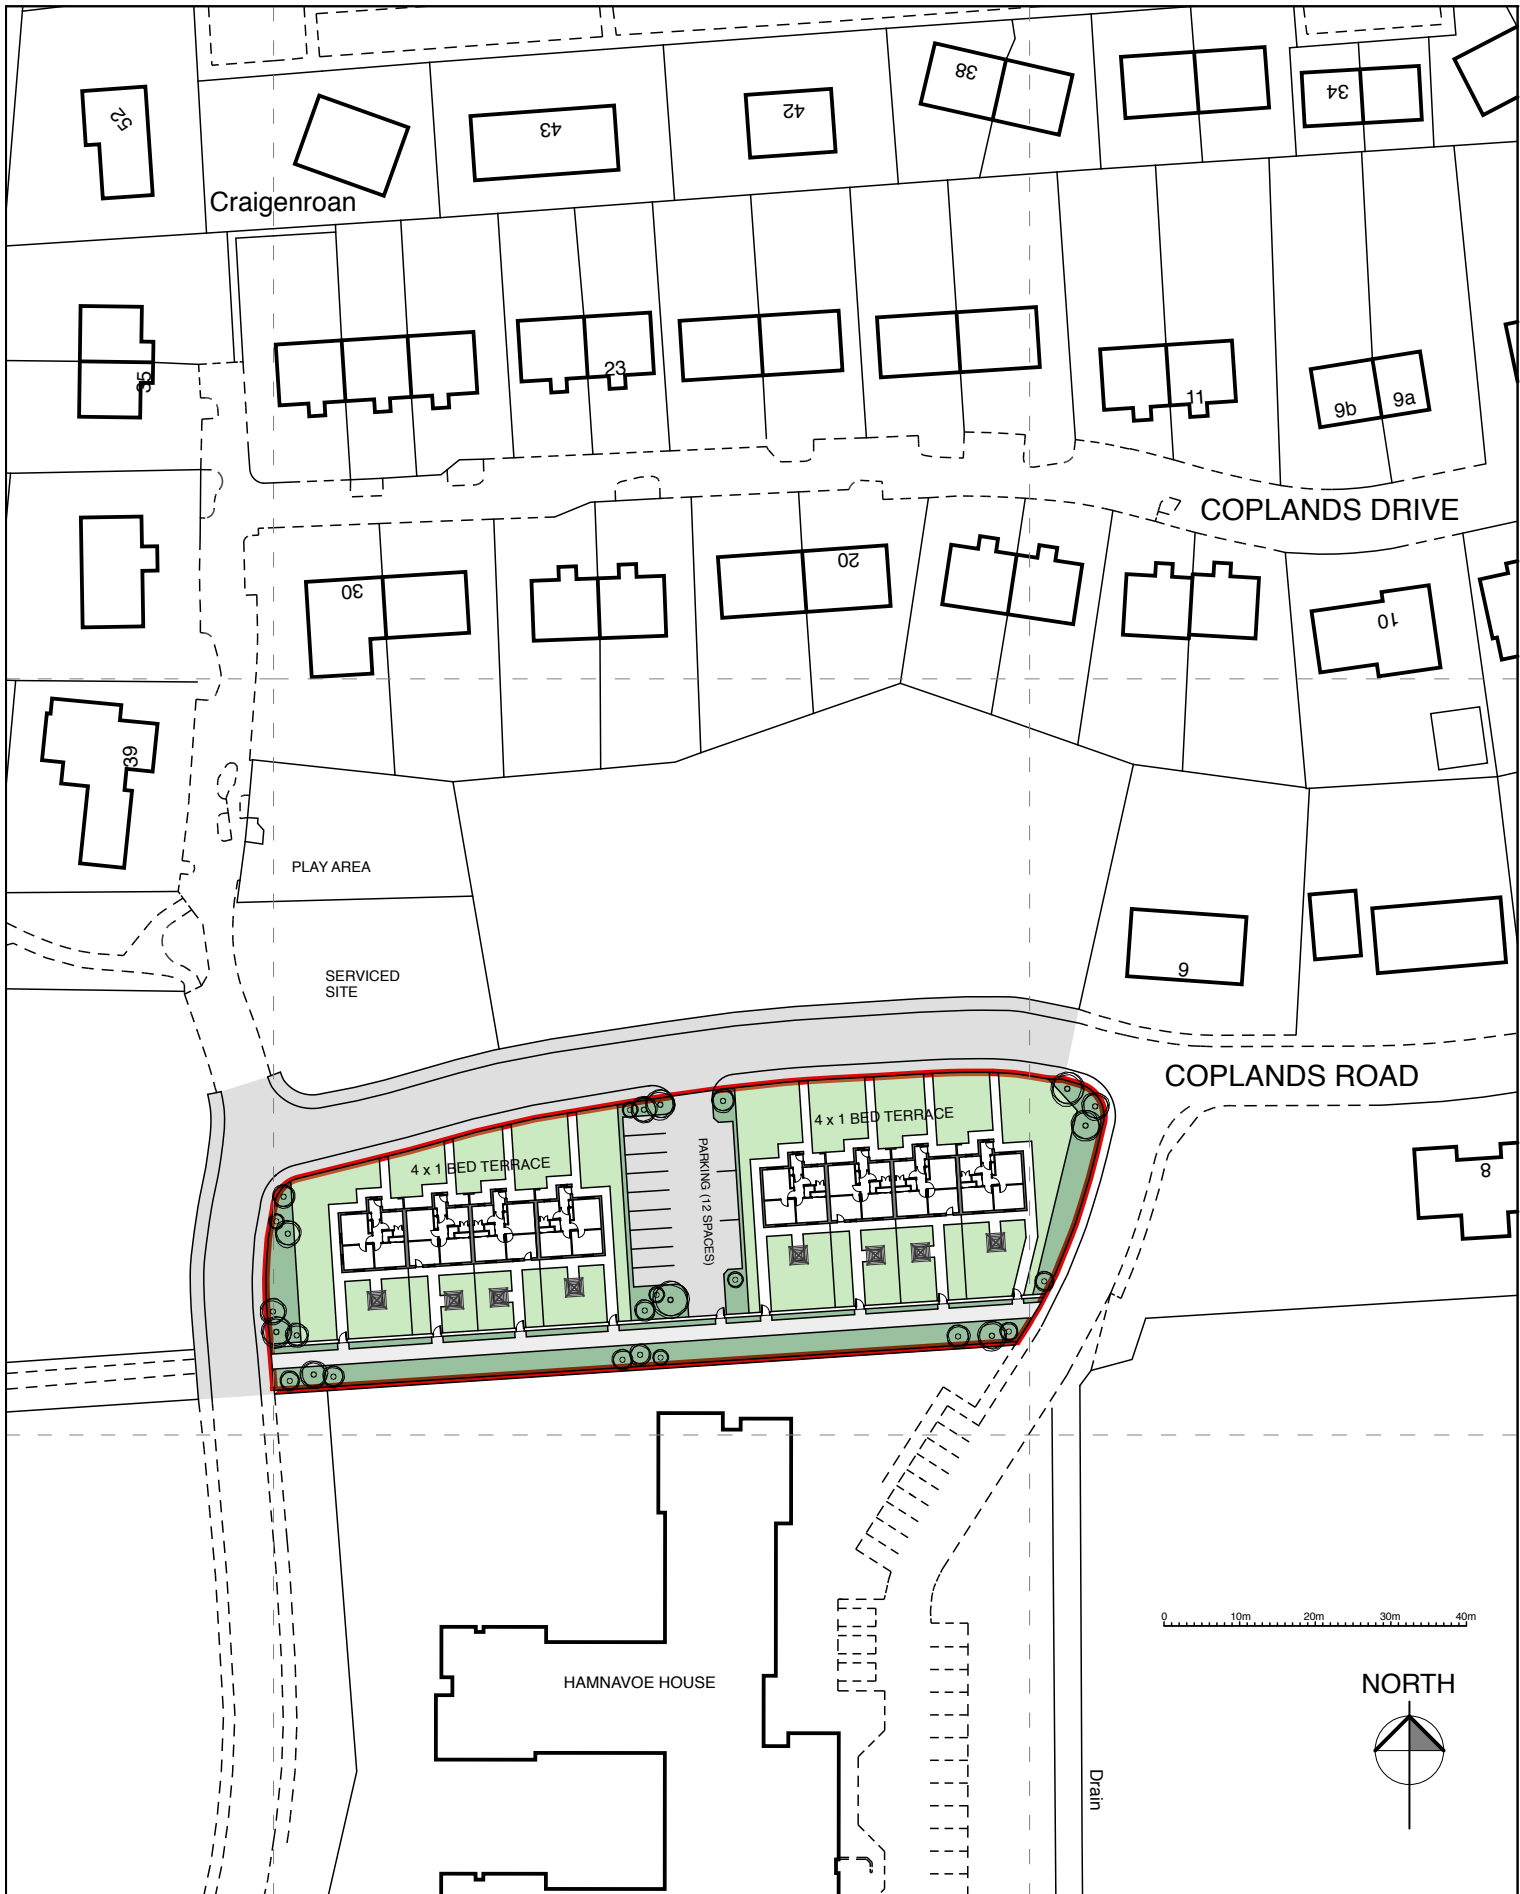 52
43
42
38
34
Craigenroan
35
23
11
9b
9a
COPLANDS DRIVE
30
20
10
39
PLAY AREA
SERVICED
SITE
9
COPLANDS ROAD
4 x 1 BED TERRACE
4 x 1 BED TERRACE
PARKING (12 SPACES)
8
0 10m 20m 30m 40m
HAMNAVOE HOUSE
NORTH
Drain